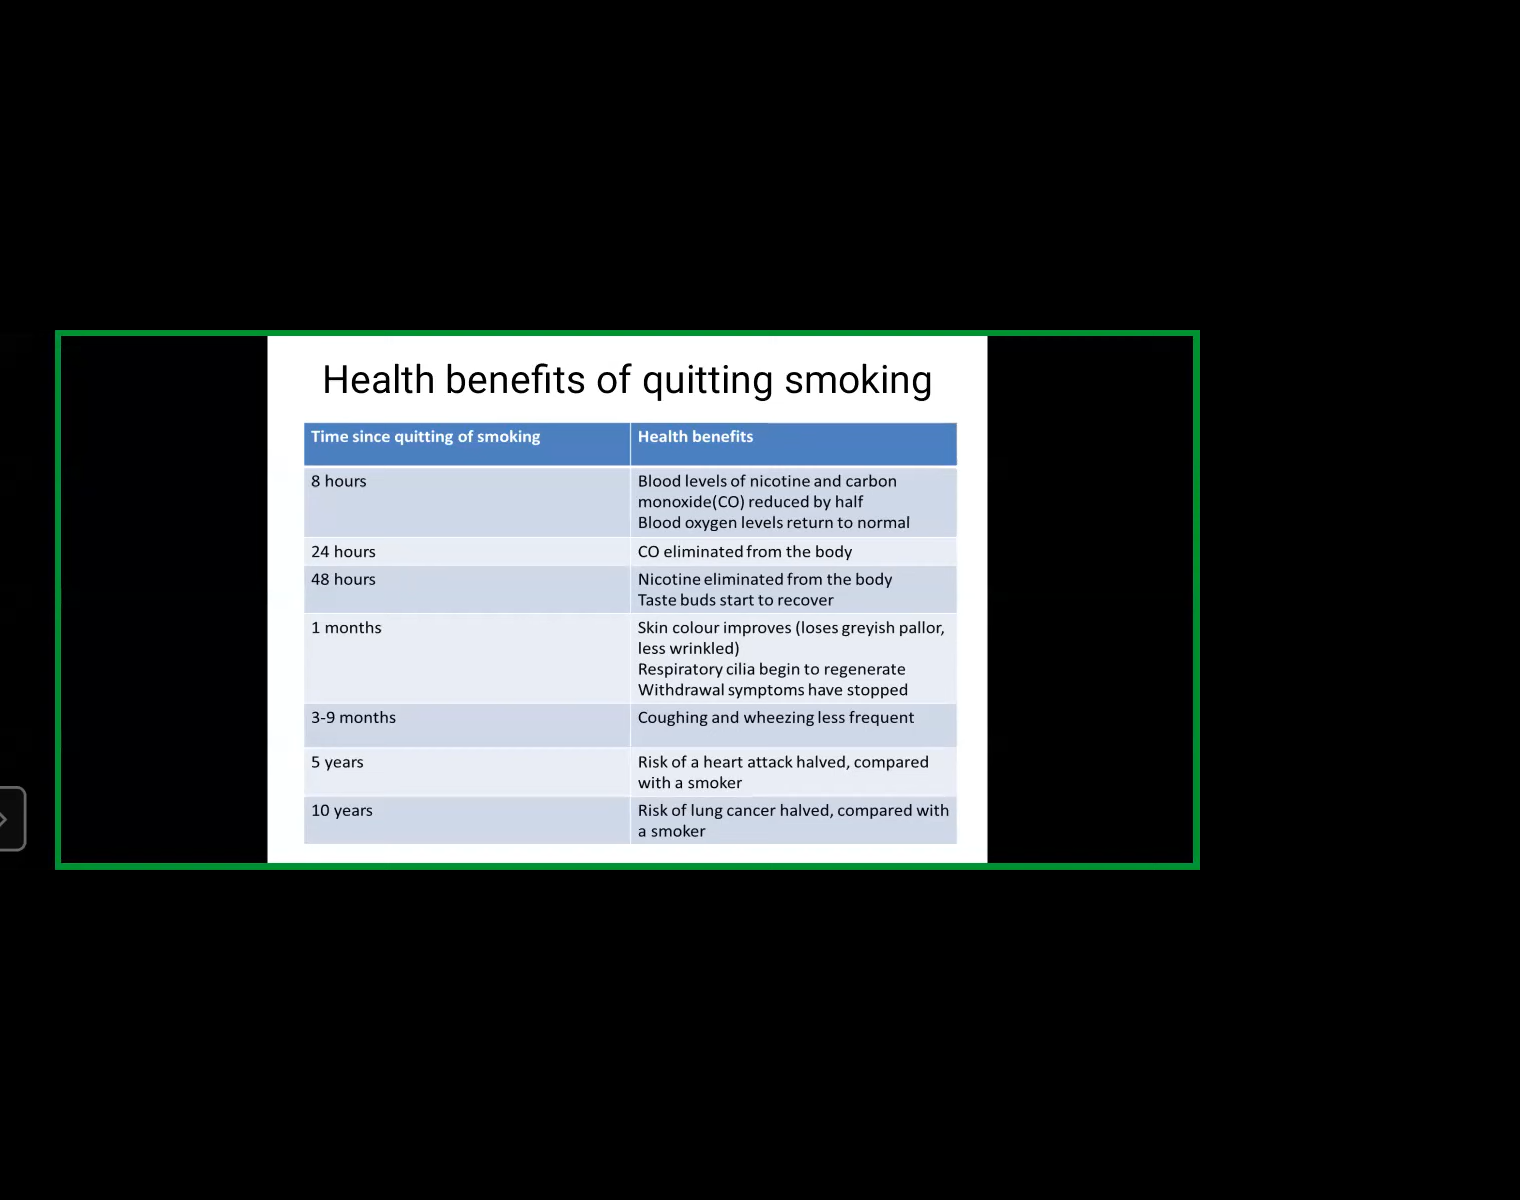 Health benefits of quitting smoking
Time since quitting of smoking
Health benefits
8 hours
Blood levels of nicotine and carbon
monoxide(CO) reduced by half
Blood oxygen levels return to normal
24 hours
CO eliminated from the body
48 hours
Nicotine eliminated from the body
Taste buds start to recover
1 months
Skin colour improves (loses greyish pallor,
less wrinkled)
Respiratory cilia begin to regenerate
Withdrawal symptoms have stopped
3-9 months
Coughing and wheezing less frequent
5 years
Risk of a heart attack halved, compared
with a smoker
10 years
Risk of lung cancer halved, compared with
a smoker